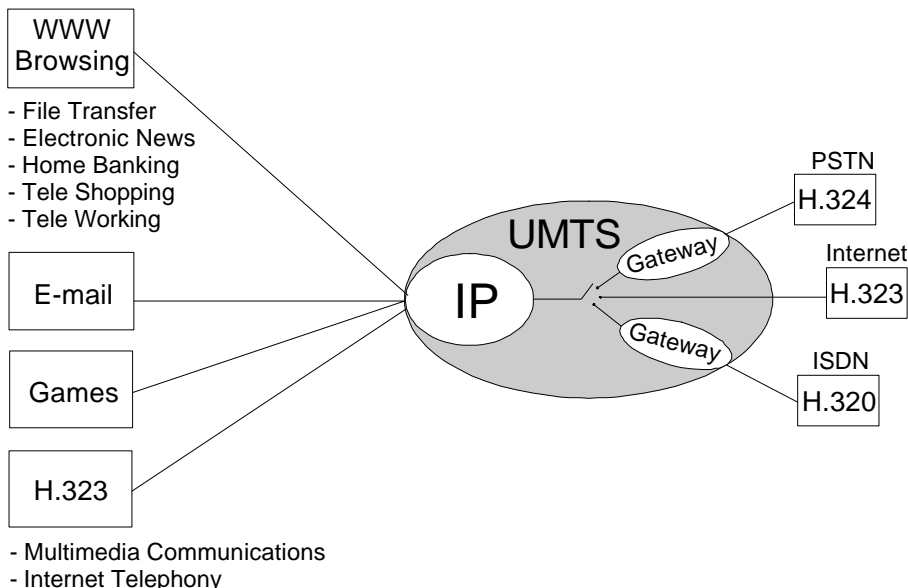 WWW
Browsing
- File Transfer
- Electronic News
- Home Banking
- Tele Shopping
- Tele Working
E-mail
Games
H.323
- Multimedia Communications
- Internet Telephony
UMTS
IP
Gateway
Gateway
PSTN
H.324
Internet
H.323
ISDN
H.320